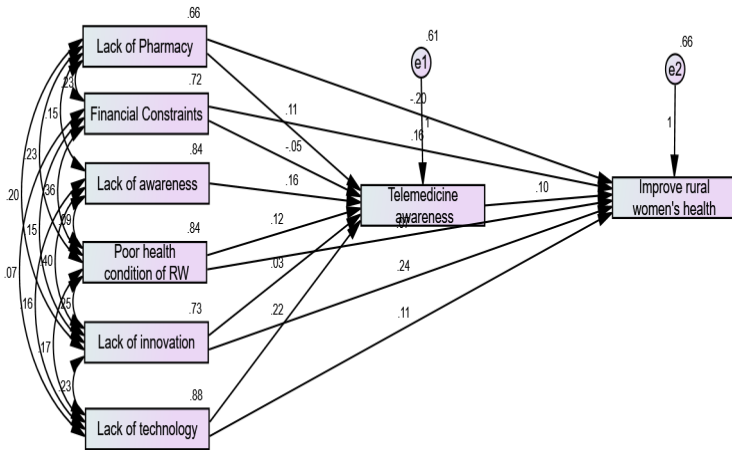 .66
Lack of Pharmacy
.72
Financial Constraints
.84
Lack of awareness
.84
Poor health
condition of RW
.73
Lack of innovation
.88
Lack of technology
.23
.15
.23
.36
.20
.15
.40
.07
.16
.17
.23
.11
-.05
.16
.12
.03
.22
.61
e1
1
Telemedicine
awareness
-.20
.16
.10
.24
.11
.66
e2
1
Improve rural
women's health